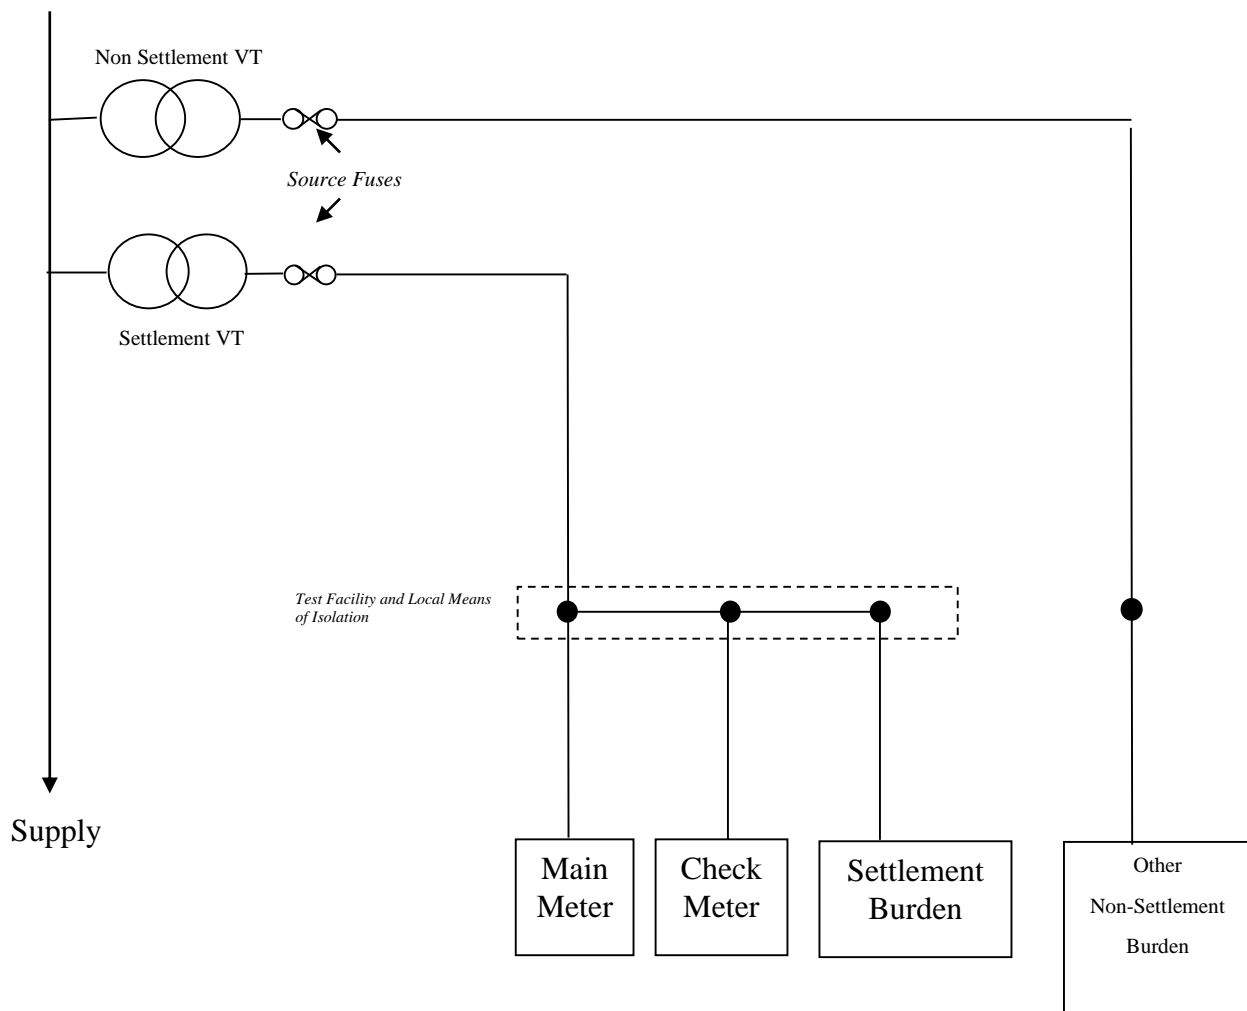 Non Settlement VT
Source Fuses
Settlement VT
Test Facility and Local Means
of Isolation
Supply
Main
Meter
Check
Meter
Settlement
Burden
Other
Non-Settlement
Burden